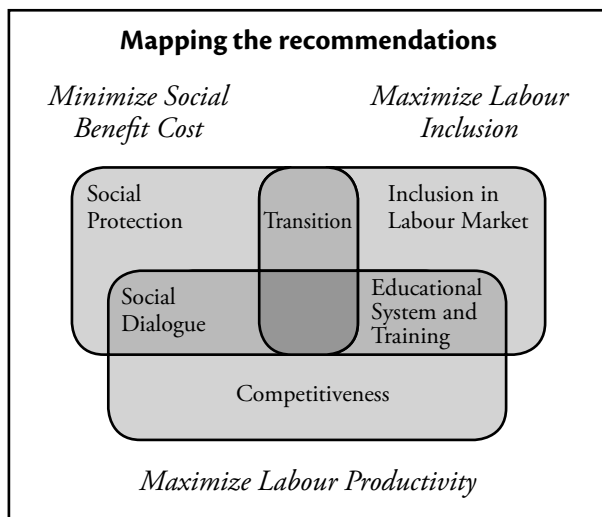 Mapping the recommendations
Minimize Social
Benefit Cost
Maximize Labour
Inclusion
Social
Protection
Transition
Inclusion in
Labour Market
Social
Dialogue
Educational
System and
Training
Competitiveness
Maximize Labour Productivity